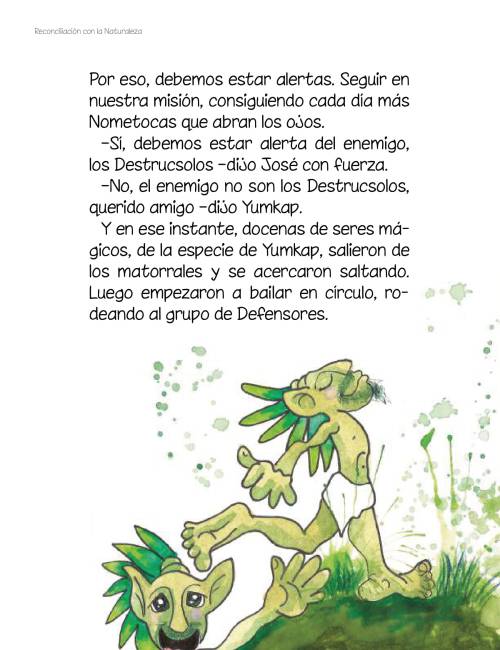 Reconciliación con la Naturaleza
Por eso, debemos estar alertas. Seguir en
nuestra misión, consiguiendo cada día más
Nometocas que abran los ojos.
–Sí, debemos estar alerta del enemigo,
los Destrucsolos –dijo José con fuerza.
–No, el enemigo no son los Destrucsolos,
querido amigo –dijo Yumkap.
Y en ese instante, docenas de seres má-
gicos, de la especie de Yumkap, salieron de
los matorrales y se acercaron saltando.
Luego empezaron a bailar en círculo, ro-
deando al grupo de Defensores.